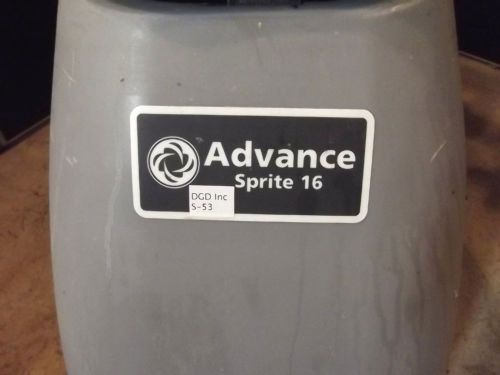 Advance
Sprite 16
DGD Inc
S-53